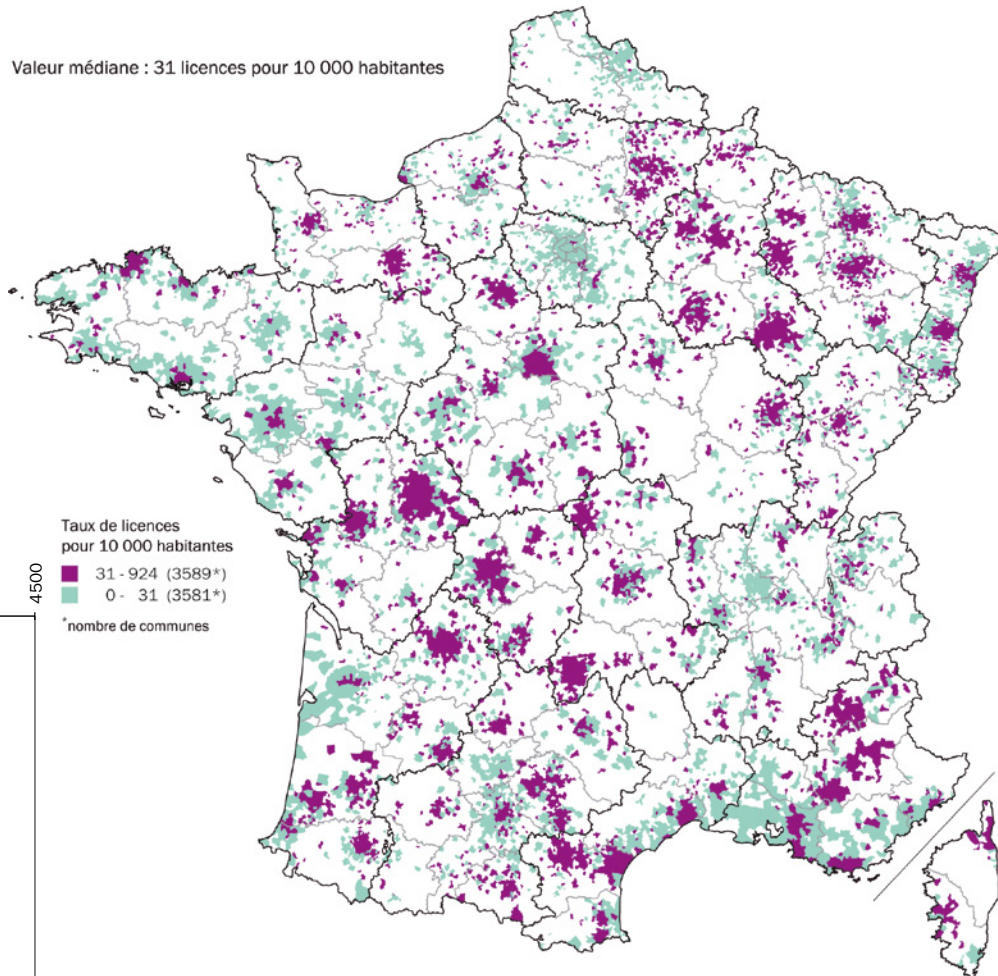 Valeur médiane : 31 licences pour 10 000 habitantes
Taux de licences
pour 10 000 habitantes
31 - 924 (3589*)
0 - 31 (3581*)
*nombre de communes
4500